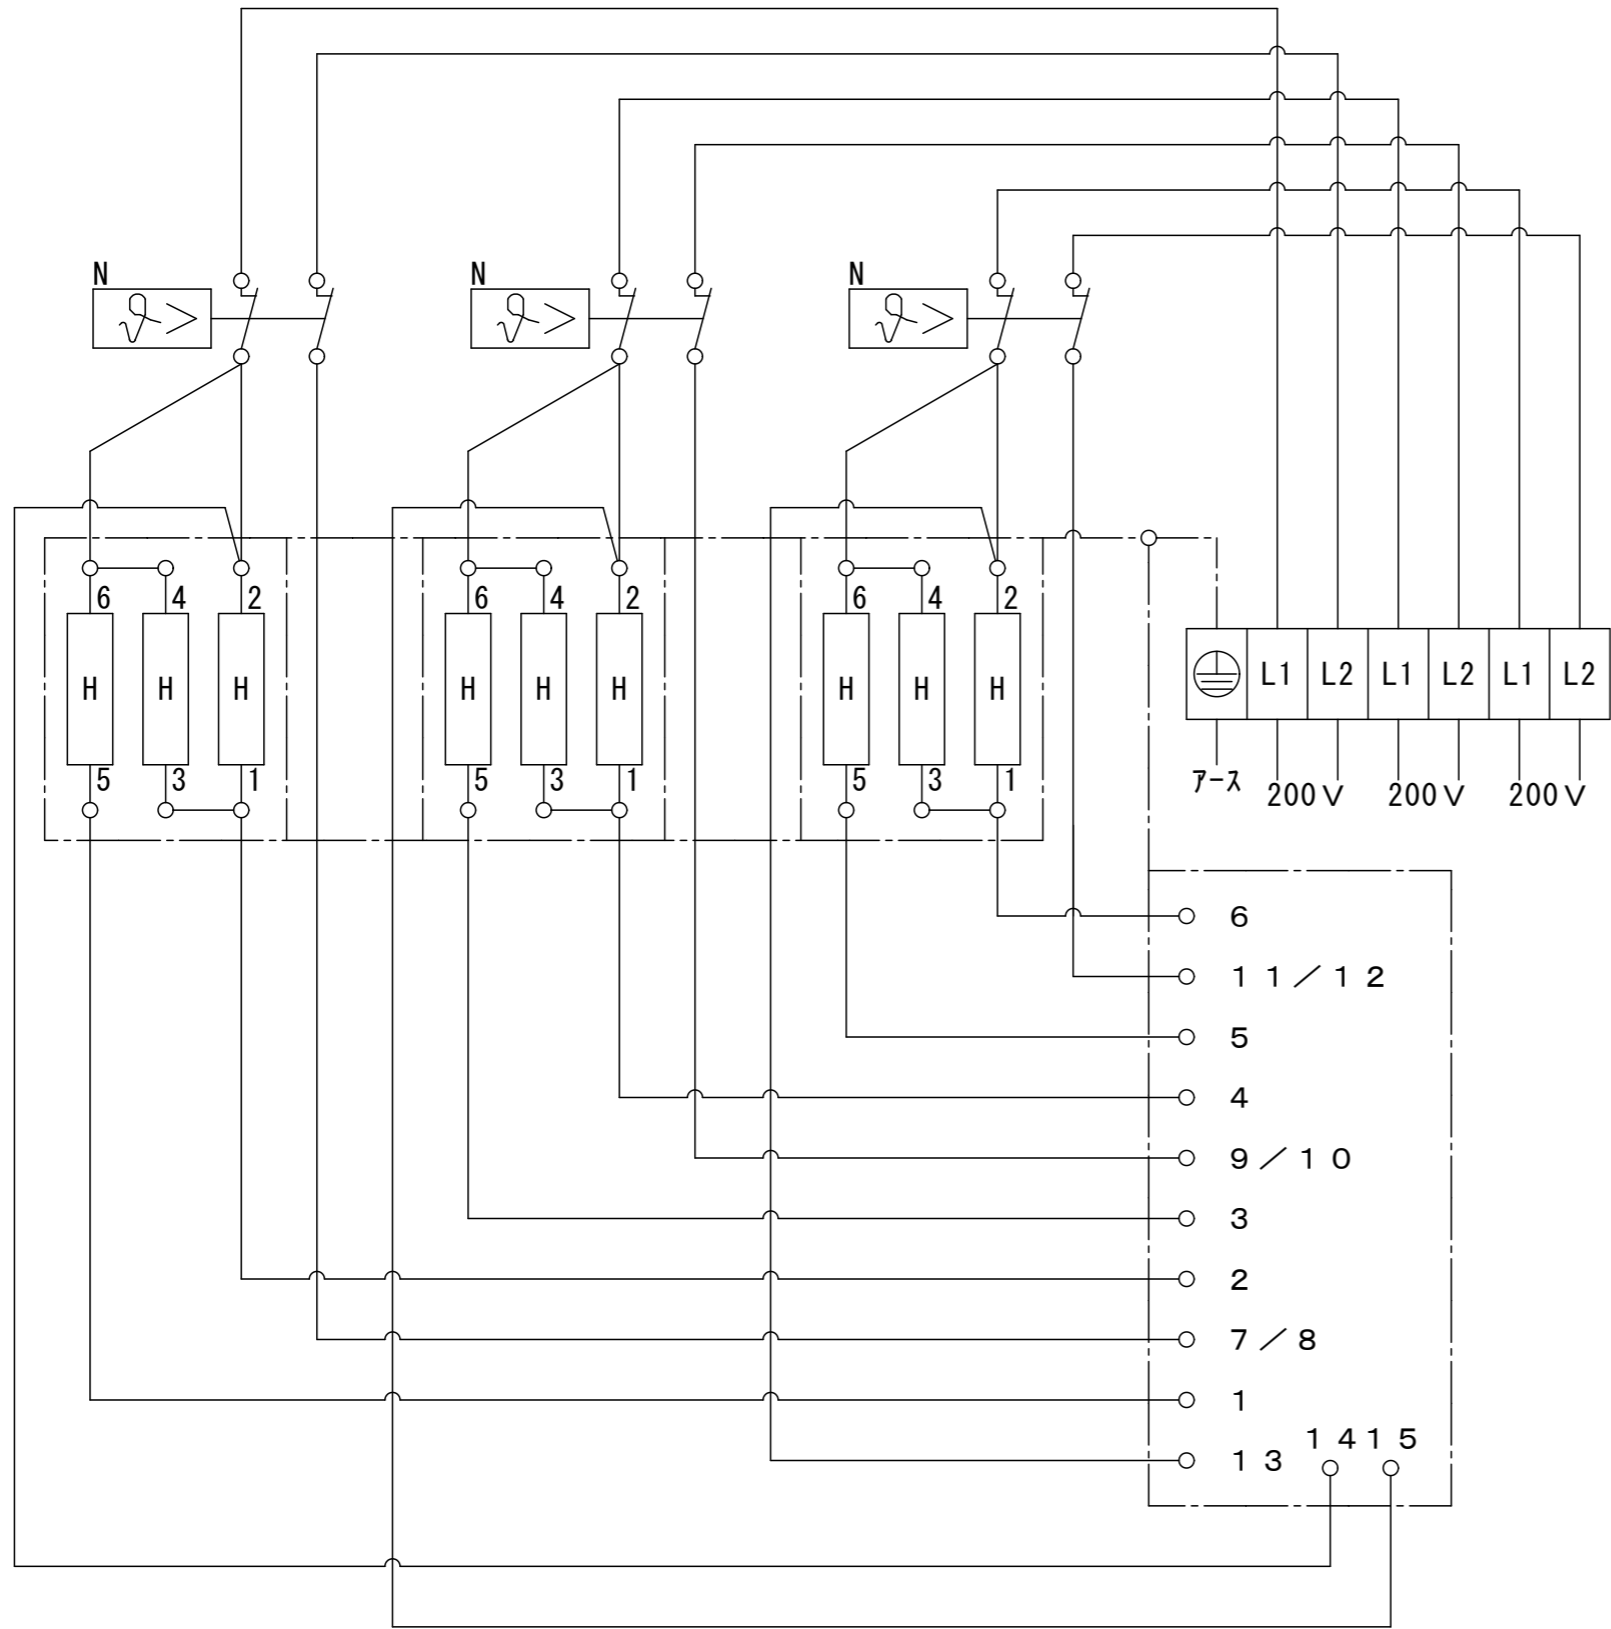 N N N
6 4 2 6 4 2 6 4 2
H H H H H H H H H
L1 L2 L1 L2 L1 L2
5 3 1 5 3 1 5 3 1
アース
200V 200V 200V
6
11/12
5
4
9/10
3
2
7/8
1
14 15
13